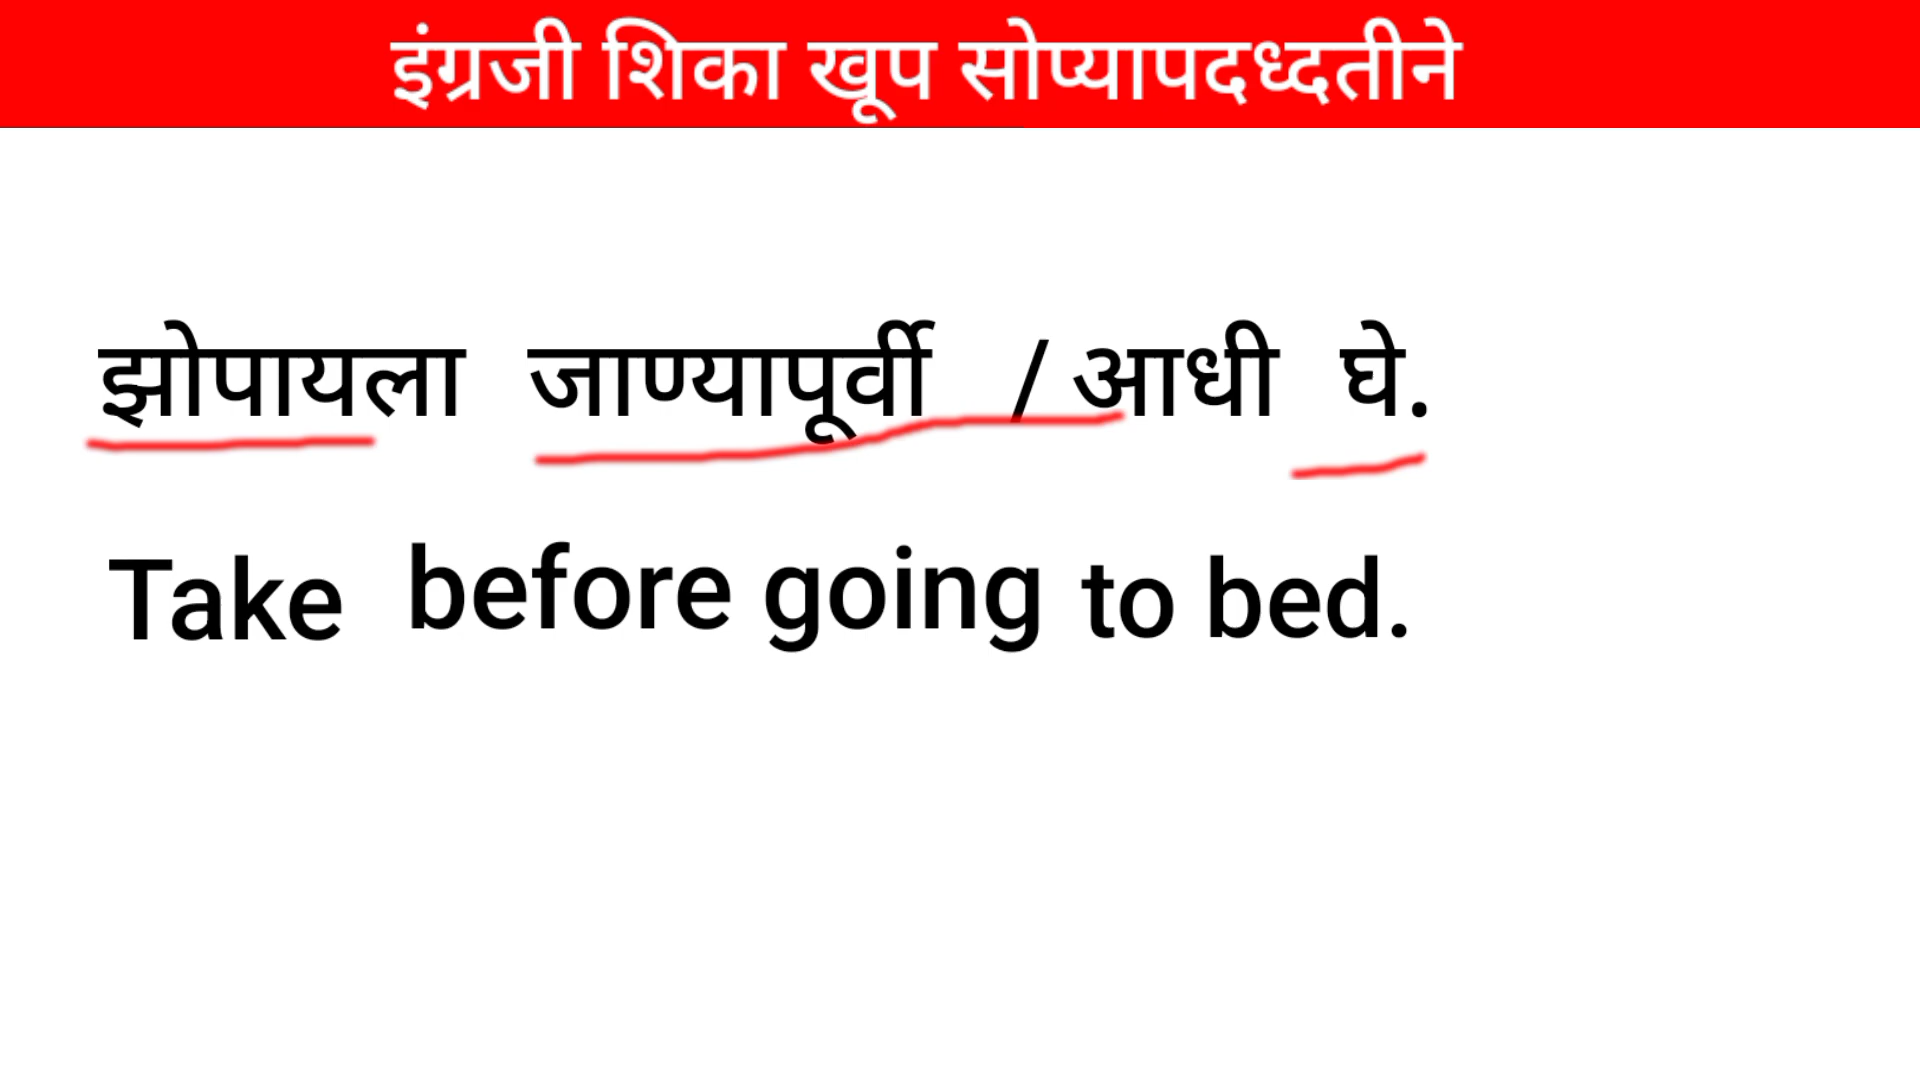 इंग्रजी शिका खूप सोप्यापदध्दतीने
झोपायला जाण्यापूर्वी / आधी घे.
Take before going to bed.